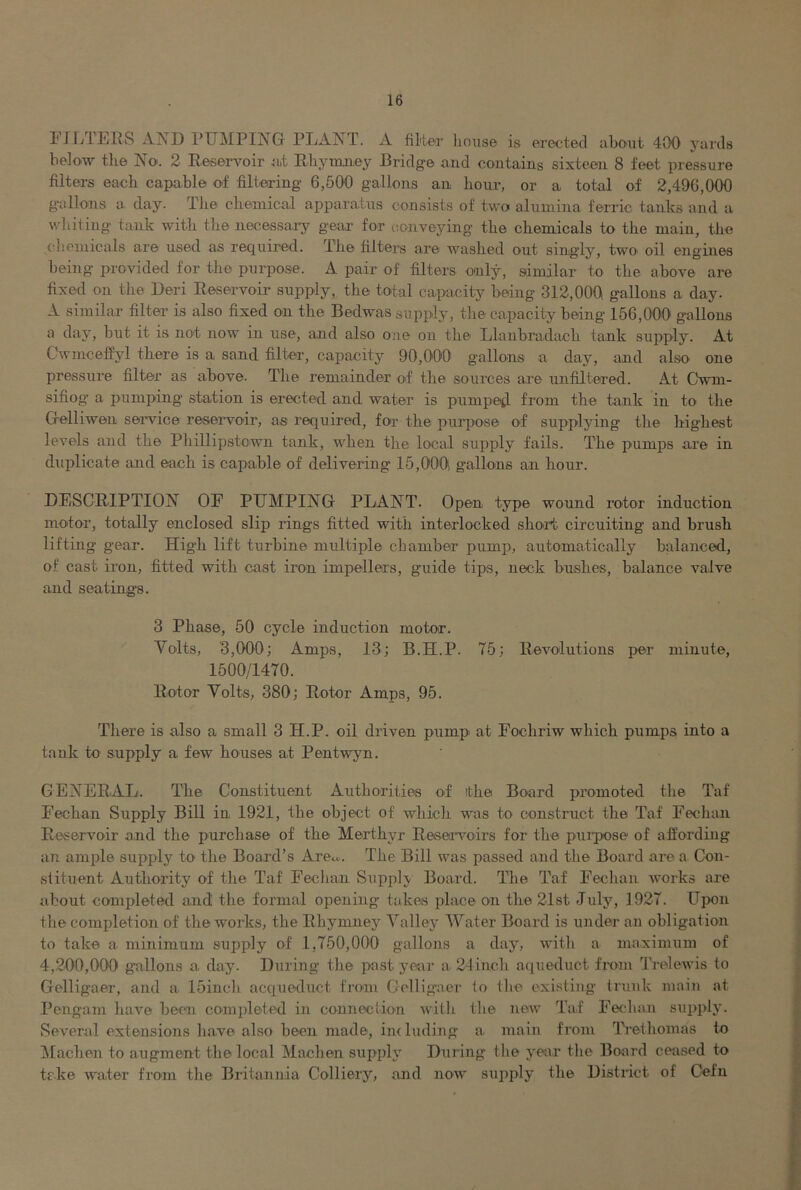 16
FILTERS AND PUMPING PLANT. A filter house is erected about 400 yards
below the No. 2 Reservoir at Rhymney Bridge and contains sixteen 8 feet pressure
filters each capable of filtering 6,500 gallons an hour, or a total of 2,496,000
gallons a day. The chemical apparatus consists of two alumina ferric tanks and a
whiting tank with the necessary gear for conveying the chemicals to the main, the
chemicals are used as required. The filters are washed out singly, two oil engines
being provided for the purpose. A pair of filters only, similar to the above are
fixed on the Deri Reservoir supply, the total capacity being 312,000 gallons a day.
A similar filter is also fixed on the Bedwas supply, the capacity being 156,000 gallons
a day, but it is not now in use, and also one on the Llanbradach tank supply. At
Cwmceffyl there is a sand filter, capacity 90,000 gallons a day, and also one
pressure filter as above. The remainder of the sources are unfiltered. At Cwm-
sifiog a pumping station is erected and water is pumped from the tank in to the
Gelliwen service reservoir, as required, for the purpose of supplying the highest
levels and the Phillipstown tank, when the local supply fails. The pumps are in
duplicate and each is capable of delivering 15,000 gallons an hour.
DESCRIPTION OF PUMPING PLANT. Open type wound rotor induction
motor, totally enclosed slip rings fitted with interlocked short circuiting and brush
lifting gear. High lift turbine multiple chamber pump, automatically balanced,
of cast iron, fitted with cast iron impellers, guide tips, neck bushes, balance valve
and seatings.
3 Phase, 50 cycle induction motor.
Volts, 3,000; Amps, 13; B.H.P. 75; Revolutions per minute,
1500/1470.
Rotor Volts, 380; Rotor Amps, 95.
There is also a small 3 H.P. oil driven pump at Fochriw which pumps into a
tank to supply a few houses at Pentwyn.
GENERAL. The Constituent Authorities of the Board promoted the Taf
Fechan Supply Bill in 1921, the object of which was to construct the Taf Fechan
Reservoir and the purchase of the Merthyr Reservoirs for the purpose of affording
an ample supply to the Board's Area. The Bill was passed and the Board are a Con-
stituent Authority of the Taf Fechan Supply Board. The Taf Fechan works are
about completed and the formal opening takes place on the 21st July, 1927. Upon
the completion of the works, the Rhymney Valley Water Board is under an obligation
to take a minimum supply of 1,750,000 gallons a day, with a maximum of
4,200,000 gallons a day. During the past year a 24inch aqueduct from Trelewis to
Gelligaer, and a 15inch acqueduct from Gelligaer to the existing trunk main at
Pengam have been completed in connection with the new Taf Fechan supply.
Several extensions have also been made, including a main from Trethomas to
Machen to augment the local Machen supply During the year the Board ceased to
take water from the Britannia Colliery, and now supply the District of Cefn